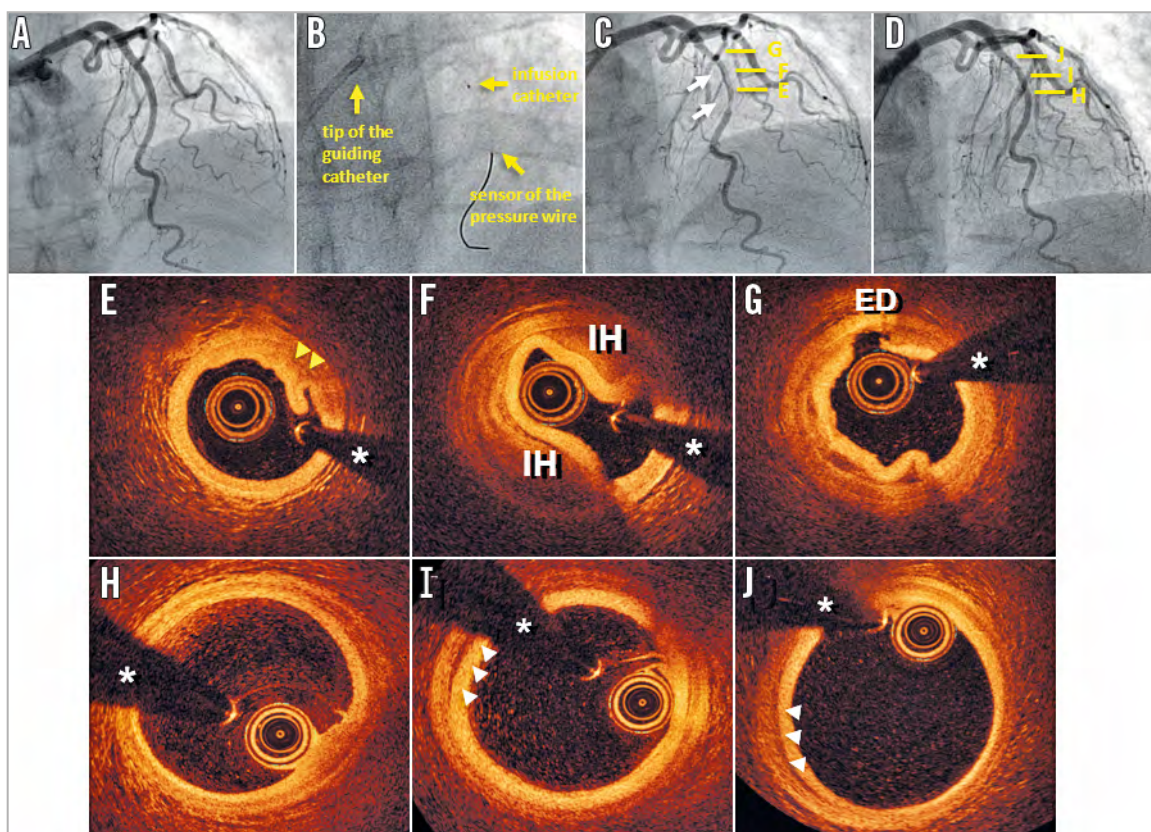 A
B
infusion
catheter
tip of the
guiding
catheter
sensor of the
pressure wire
C
G
F
E
D
J
I
H
E
*
F
IH
IH
*
G
ED
*
H
*
I
*
J
*